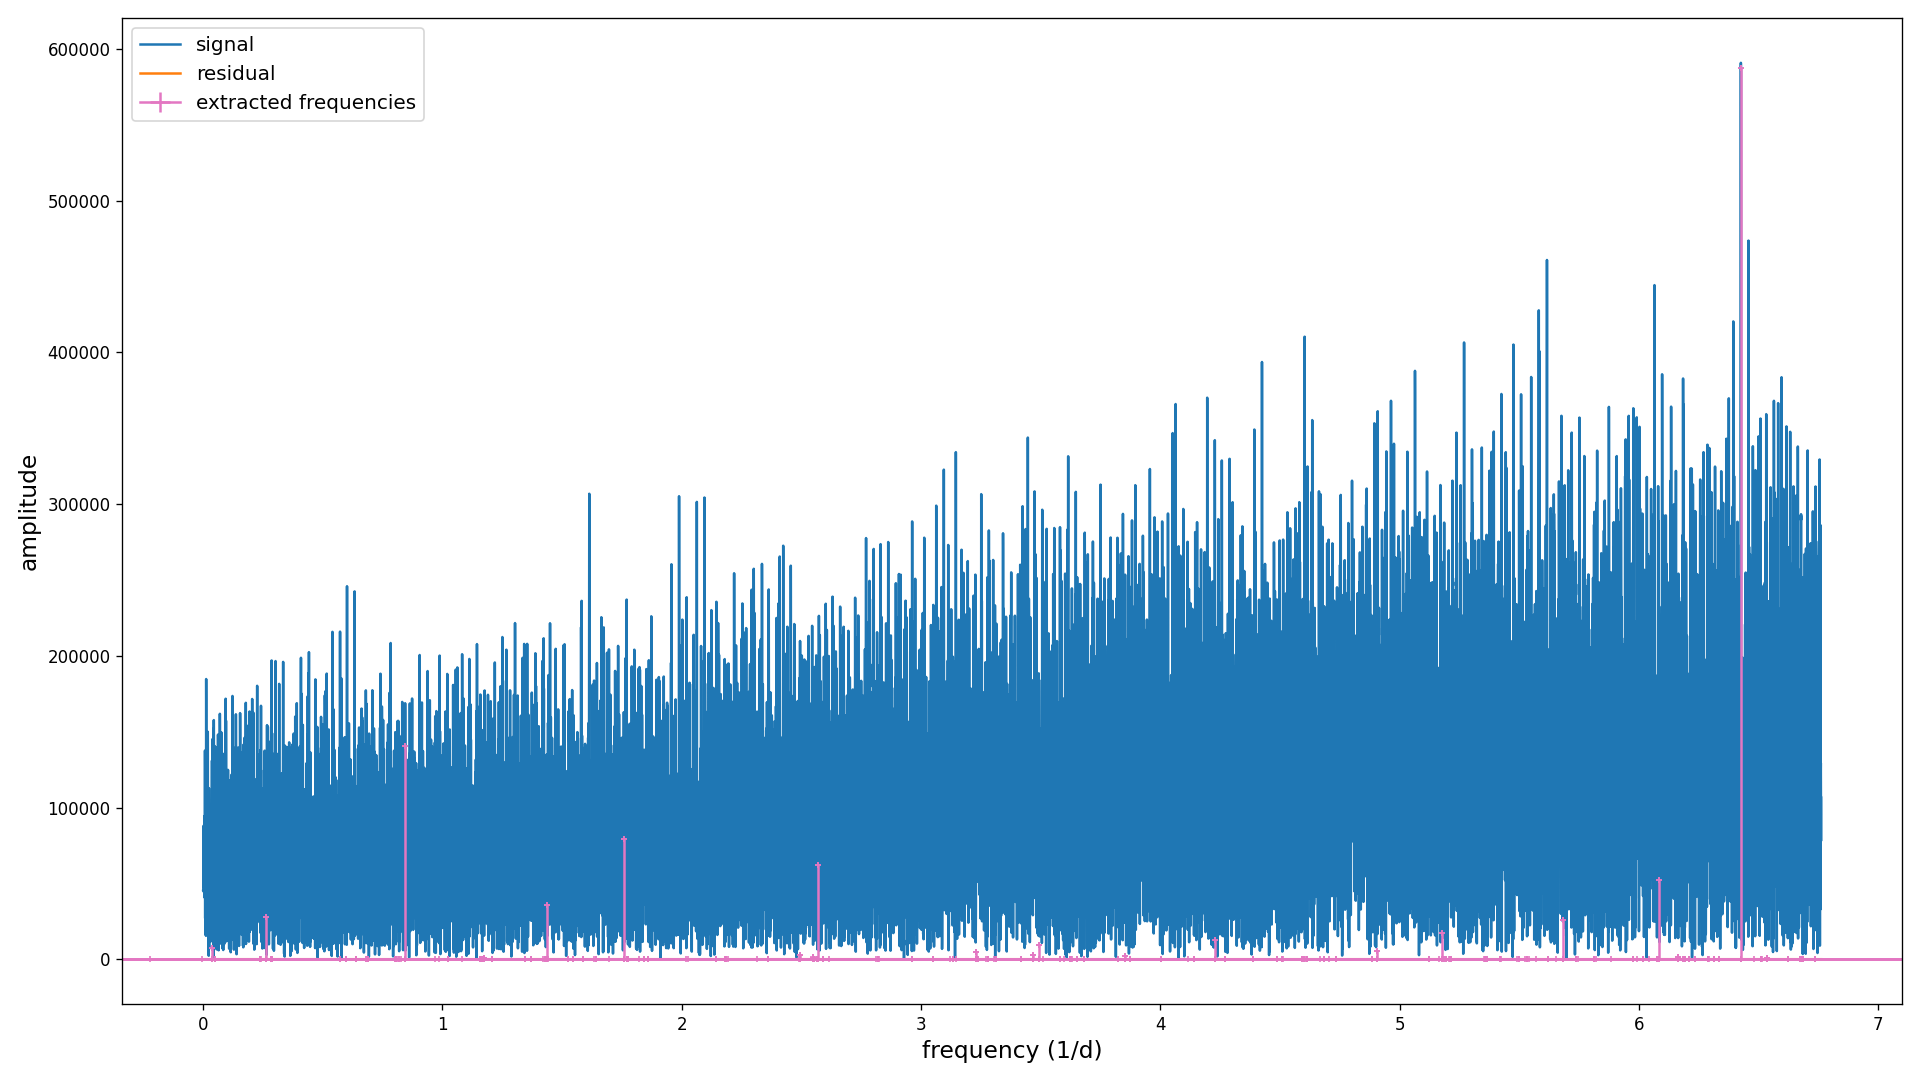 signal
residual
extracted frequencies
600000
500000
400000
300000
200000
100000
0
amplitude
0 1 2 3 4 5 6 7
frequency (1/d)